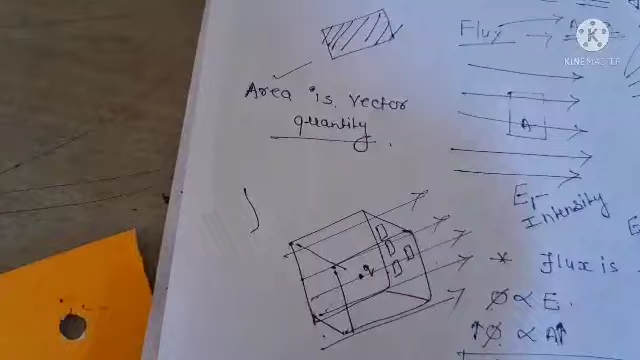 Area is vector
quantity.
Flux
KINEMASTER
A
E → Intensity
q
* Flux is
φ ∝ E.
↑φ ∝ A↑